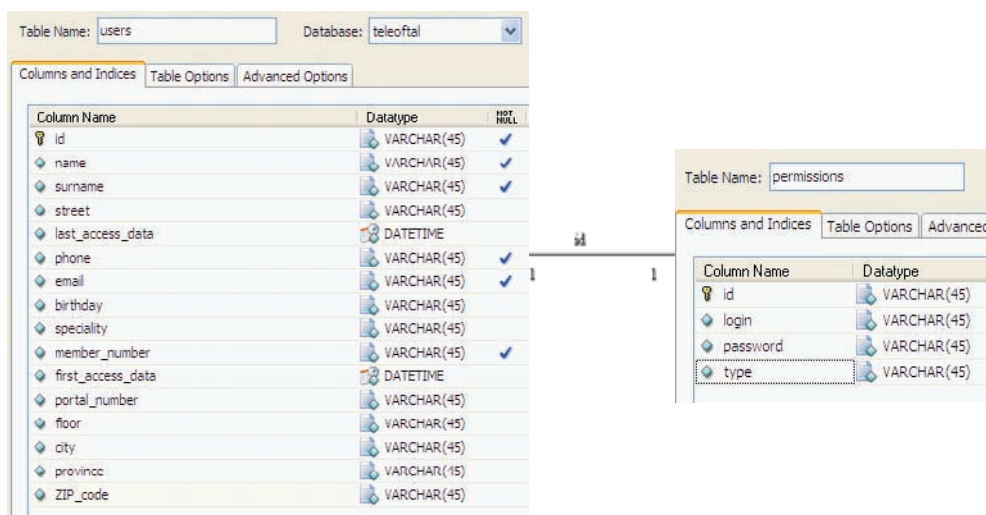 Table Name: users Database: teleoftal
Columns and Indices Table Options Advanced Options
Column Name Datatype NOT NULL
id VARCHAR(45)
name VARCHAR(45)
surname VARCHAR(45)
street VARCHAR(45)
last_access_data DATETIME
phone VARCHAR(45)
email VARCHAR(45)
birthday VARCHAR(45)
speciality VARCHAR(45)
member_number VARCHAR(45)
first_access_data DATETIME
portal_number VARCHAR(45)
floor VARCHAR(45)
city VARCHAR(45)
province VARCHAR(45)
ZIP_code VARCHAR(45)
id
1 1
Table Name: permissions
Columns and Indices Table Options Advanced
Column Name Datatype
id VARCHAR(45)
login VARCHAR(45)
password VARCHAR(45)
type VARCHAR(45)